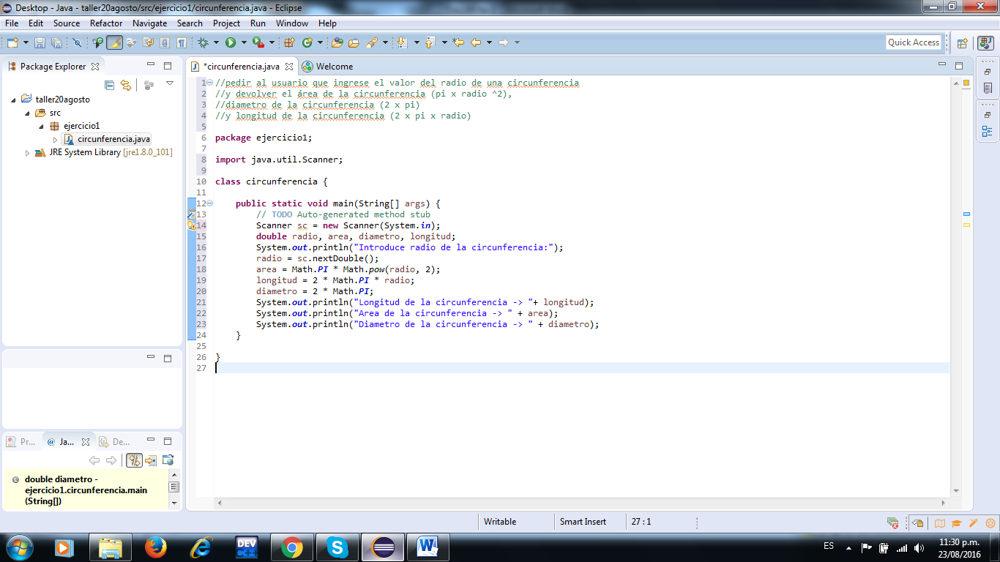 Desktop - Java - taller20agosto/src/ejercicio1/circunferencia.java - Eclipse
File Edit Source Refactor Navigate Search Project Run Window Help
Quick Access
Package Explorer
taller20agosto
src
ejercicio1
circunferencia.java
JRE System Library [jre1.8.0_101]
*circunferencia.java Welcome
1 //pedir al usuario que ingrese el valor del radio de una circunferencia
2 //y devolver el área de la circunferencia (pi x radio ^2),
3 //diametro de la circunferencia (2 x pi)
4 //y longitud de la circunferencia (2 x pi x radio)
5
6 package ejercicio1;
7
8 import java.util.Scanner;
9
10 class circunferencia {
11
12 public static void main(String[] args) {
13 // TODO Auto-generated method stub
14 Scanner sc = new Scanner(System.in);
15 double radio, area, diametro, longitud;
16 System.out.println("Introduce radio de la circunferencia:");
17 radio = sc.nextDouble();
18 area = Math.PI * Math.pow(radio, 2);
19 longitud = 2 * Math.PI * radio;
20 diametro = 2 * Math.PI;
21 System.out.println("Longitud de la circunferencia -> "+ longitud);
22 System.out.println("Area de la circunferencia -> " + area);
23 System.out.println("Diametro de la circunferencia -> " + diametro);
24 }
25
26 }
27
Pr... @ Ja... De...
double diametro -
ejercicio1.circunferencia.main
(String[])
Writable Smart Insert 27 : 1
DEV
C++
ES
11:30 p.m.
23/08/2016